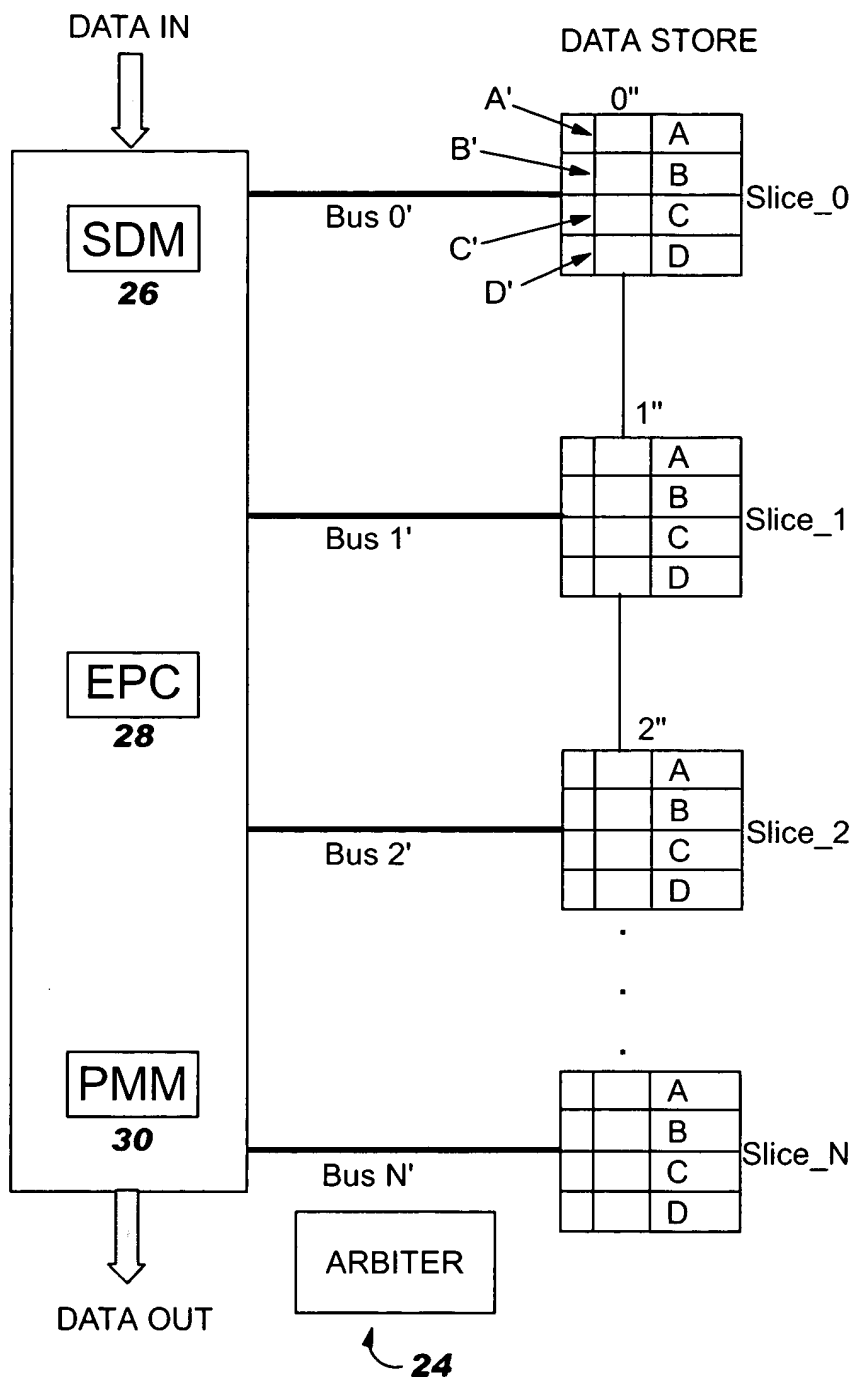 DATA IN
DATA STORE
A'
0"
A
B'
B
Slice_0
Bus 0'
C'
C
D'
D
SDM
26
1"
A
B
Slice_1
Bus 1'
C
D
EPC
28
2"
A
B
Slice_2
Bus 2'
C
D
.
.
.
PMM
30
A
B
Slice_N
Bus N'
C
D
ARBITER
DATA OUT
24